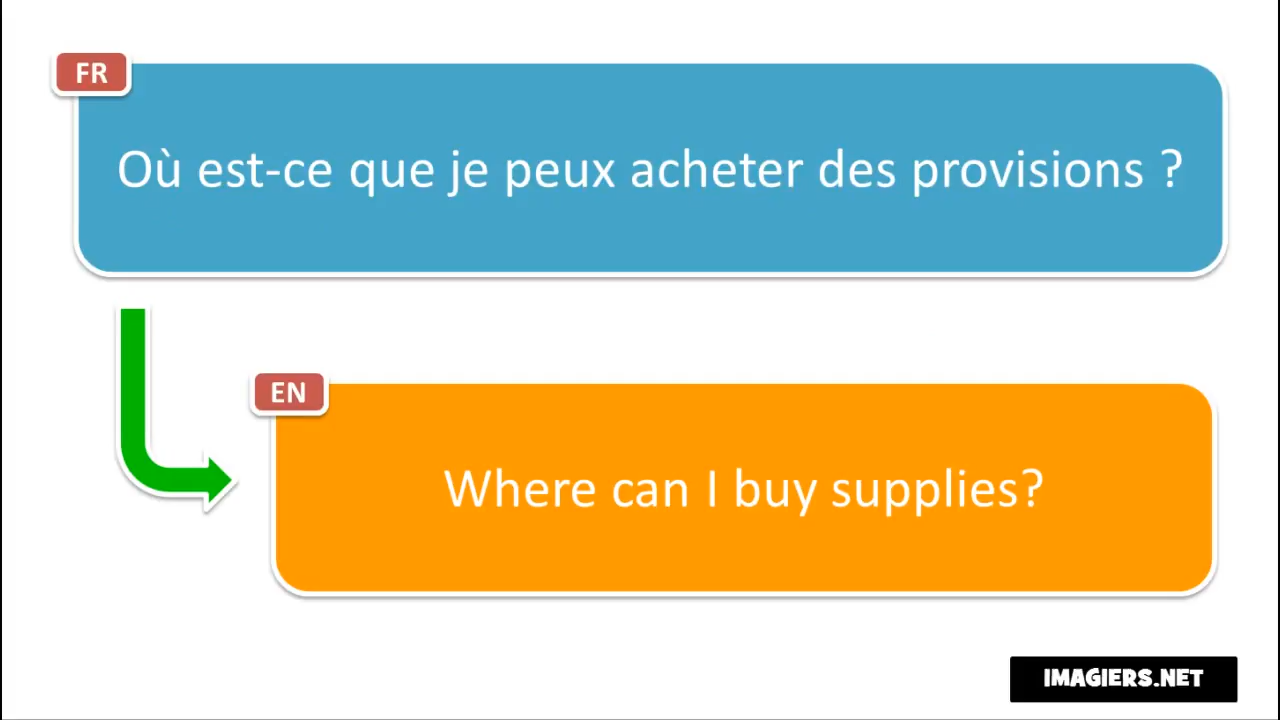 FR
Où est-ce que je peux acheter des provisions ?
EN
Where can I buy supplies?
IMAGIERS.NET